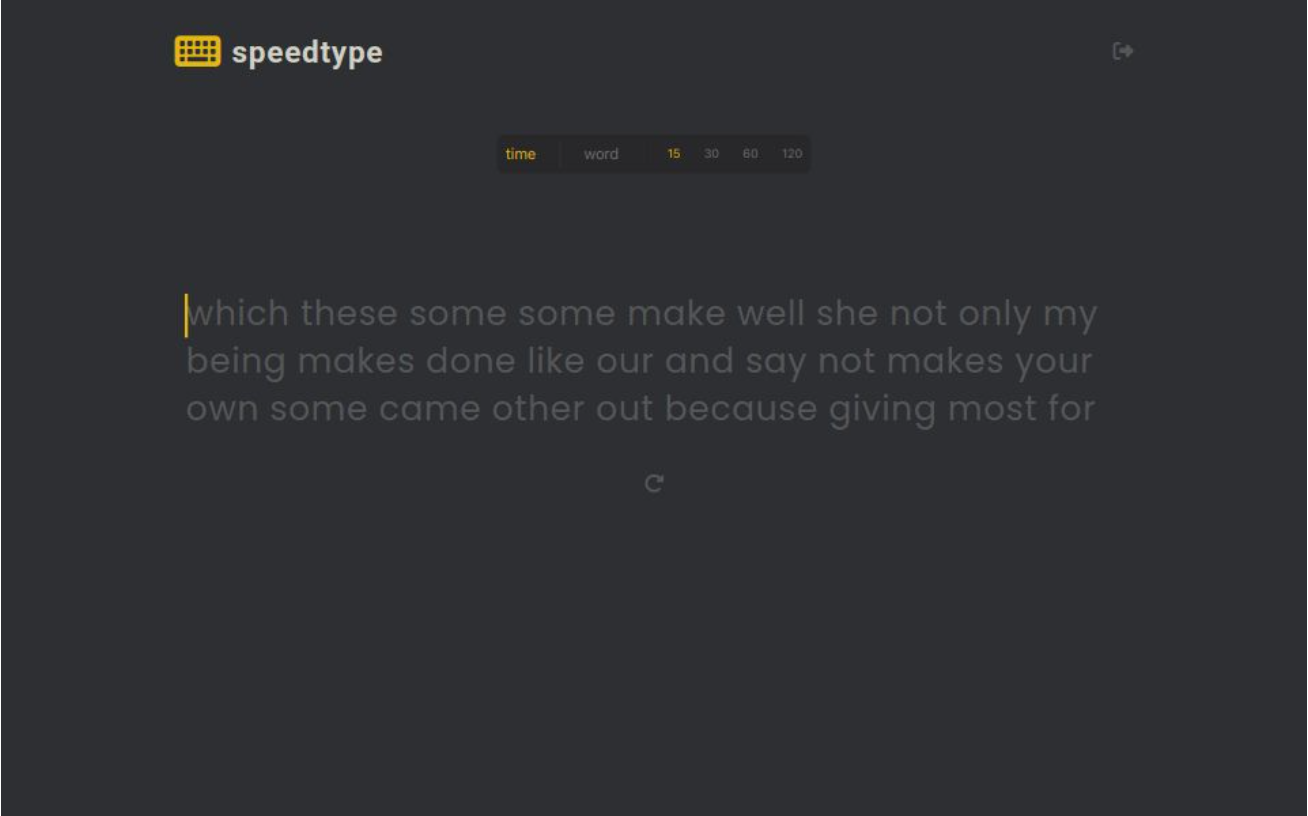 speedtype
time word 15 30 60 120
which these some some make well she not only my
being makes done like our and say not makes your
own some came other out because giving most for